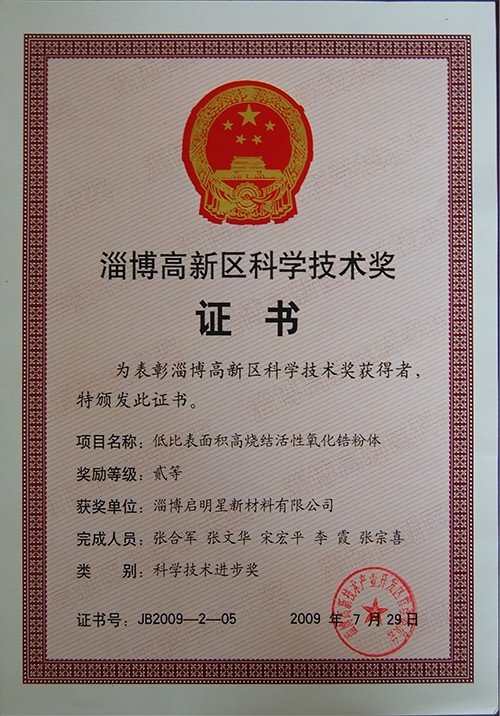 淄博高新区科学技术奖
证 书
为表彰淄博高新区科学技术奖获得者，
特颁发此证书。
项目名称：低比表面积高烧结活性氧化锆粉体
奖励等级：贰等
获奖单位：淄博启明星新材料有限公司
完成人员：张合军 张文华 宋宏平 李 霞 张宗喜
类 别：科学技术进步奖
证书号：JB2009—2—05
2009 年 7 月 29 日